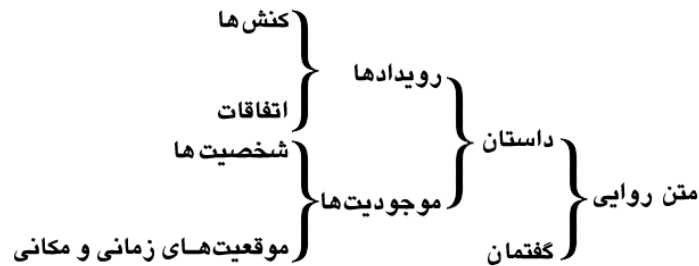 کنش‌ها
رویدادها
اتفاقات
داستان
شخصیت‌ها
متن روایی
موجودیت‌ها
گفتمان
موقعیت‌های زمانی و مکانی